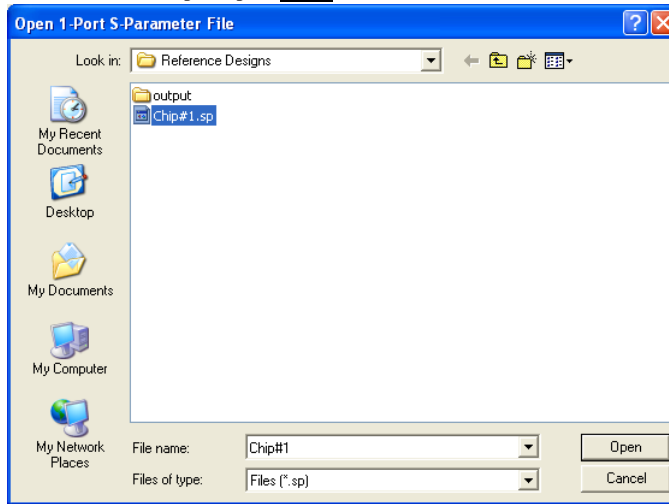 Open 1-Port S-Parameter File
Look in: Reference Designs
output
Chip#1.sp
My Recent
Documents
Desktop
My Documents
My Computer
My Network
Places
File name: Chip#1 Open
Files of type: Files (*.sp) Cancel